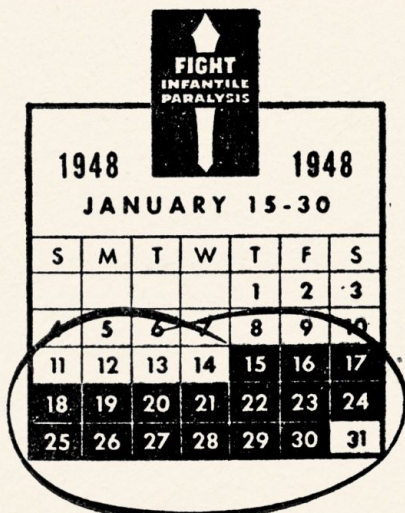 FIGHT
INFANTILE
PARALYSIS
1948 1948
JANUARY 15-30
S M T W T F S
1 2 3
4 5 6 7 8 9 10
11 12 13 14 15 16 17
18 19 20 21 22 23 24
25 26 27 28 29 30 31